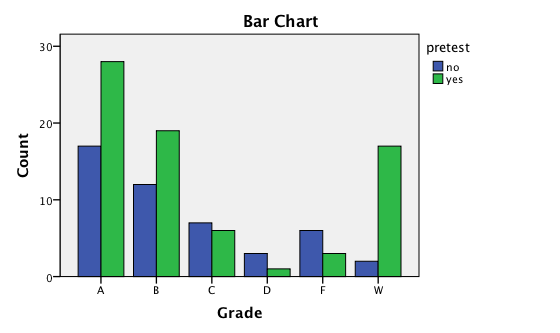 Bar Chart
pretest
no
yes
30
20
10
0
Count
A B C D F W
Grade